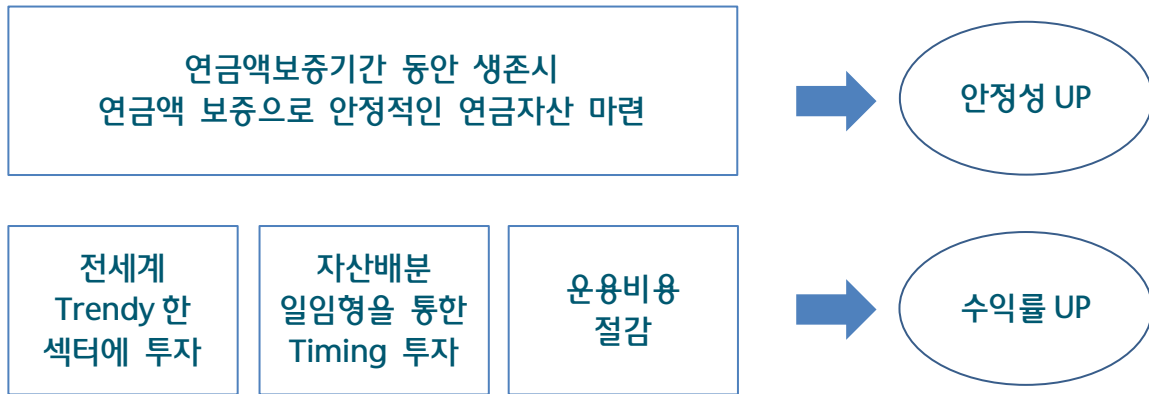 연금액보증기간 동안 생존시
연금액 보증으로 안정적인 연금자산 마련
안정성 UP
전세계
Trendy 한
섹터에 투자
자산배분
일임형을 통한
Timing 투자
운용비용
절감
수익률 UP